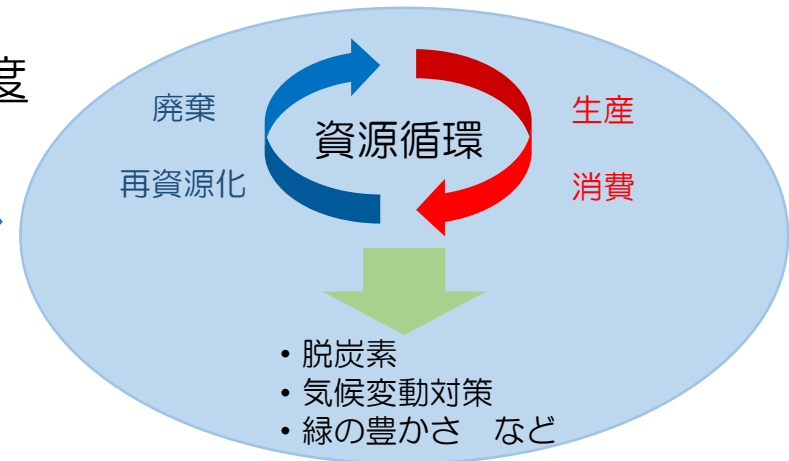 度
廃棄
生産
資源循環
再資源化
消費
・脱炭素
・気候変動対策
・緑の豊かさ　など